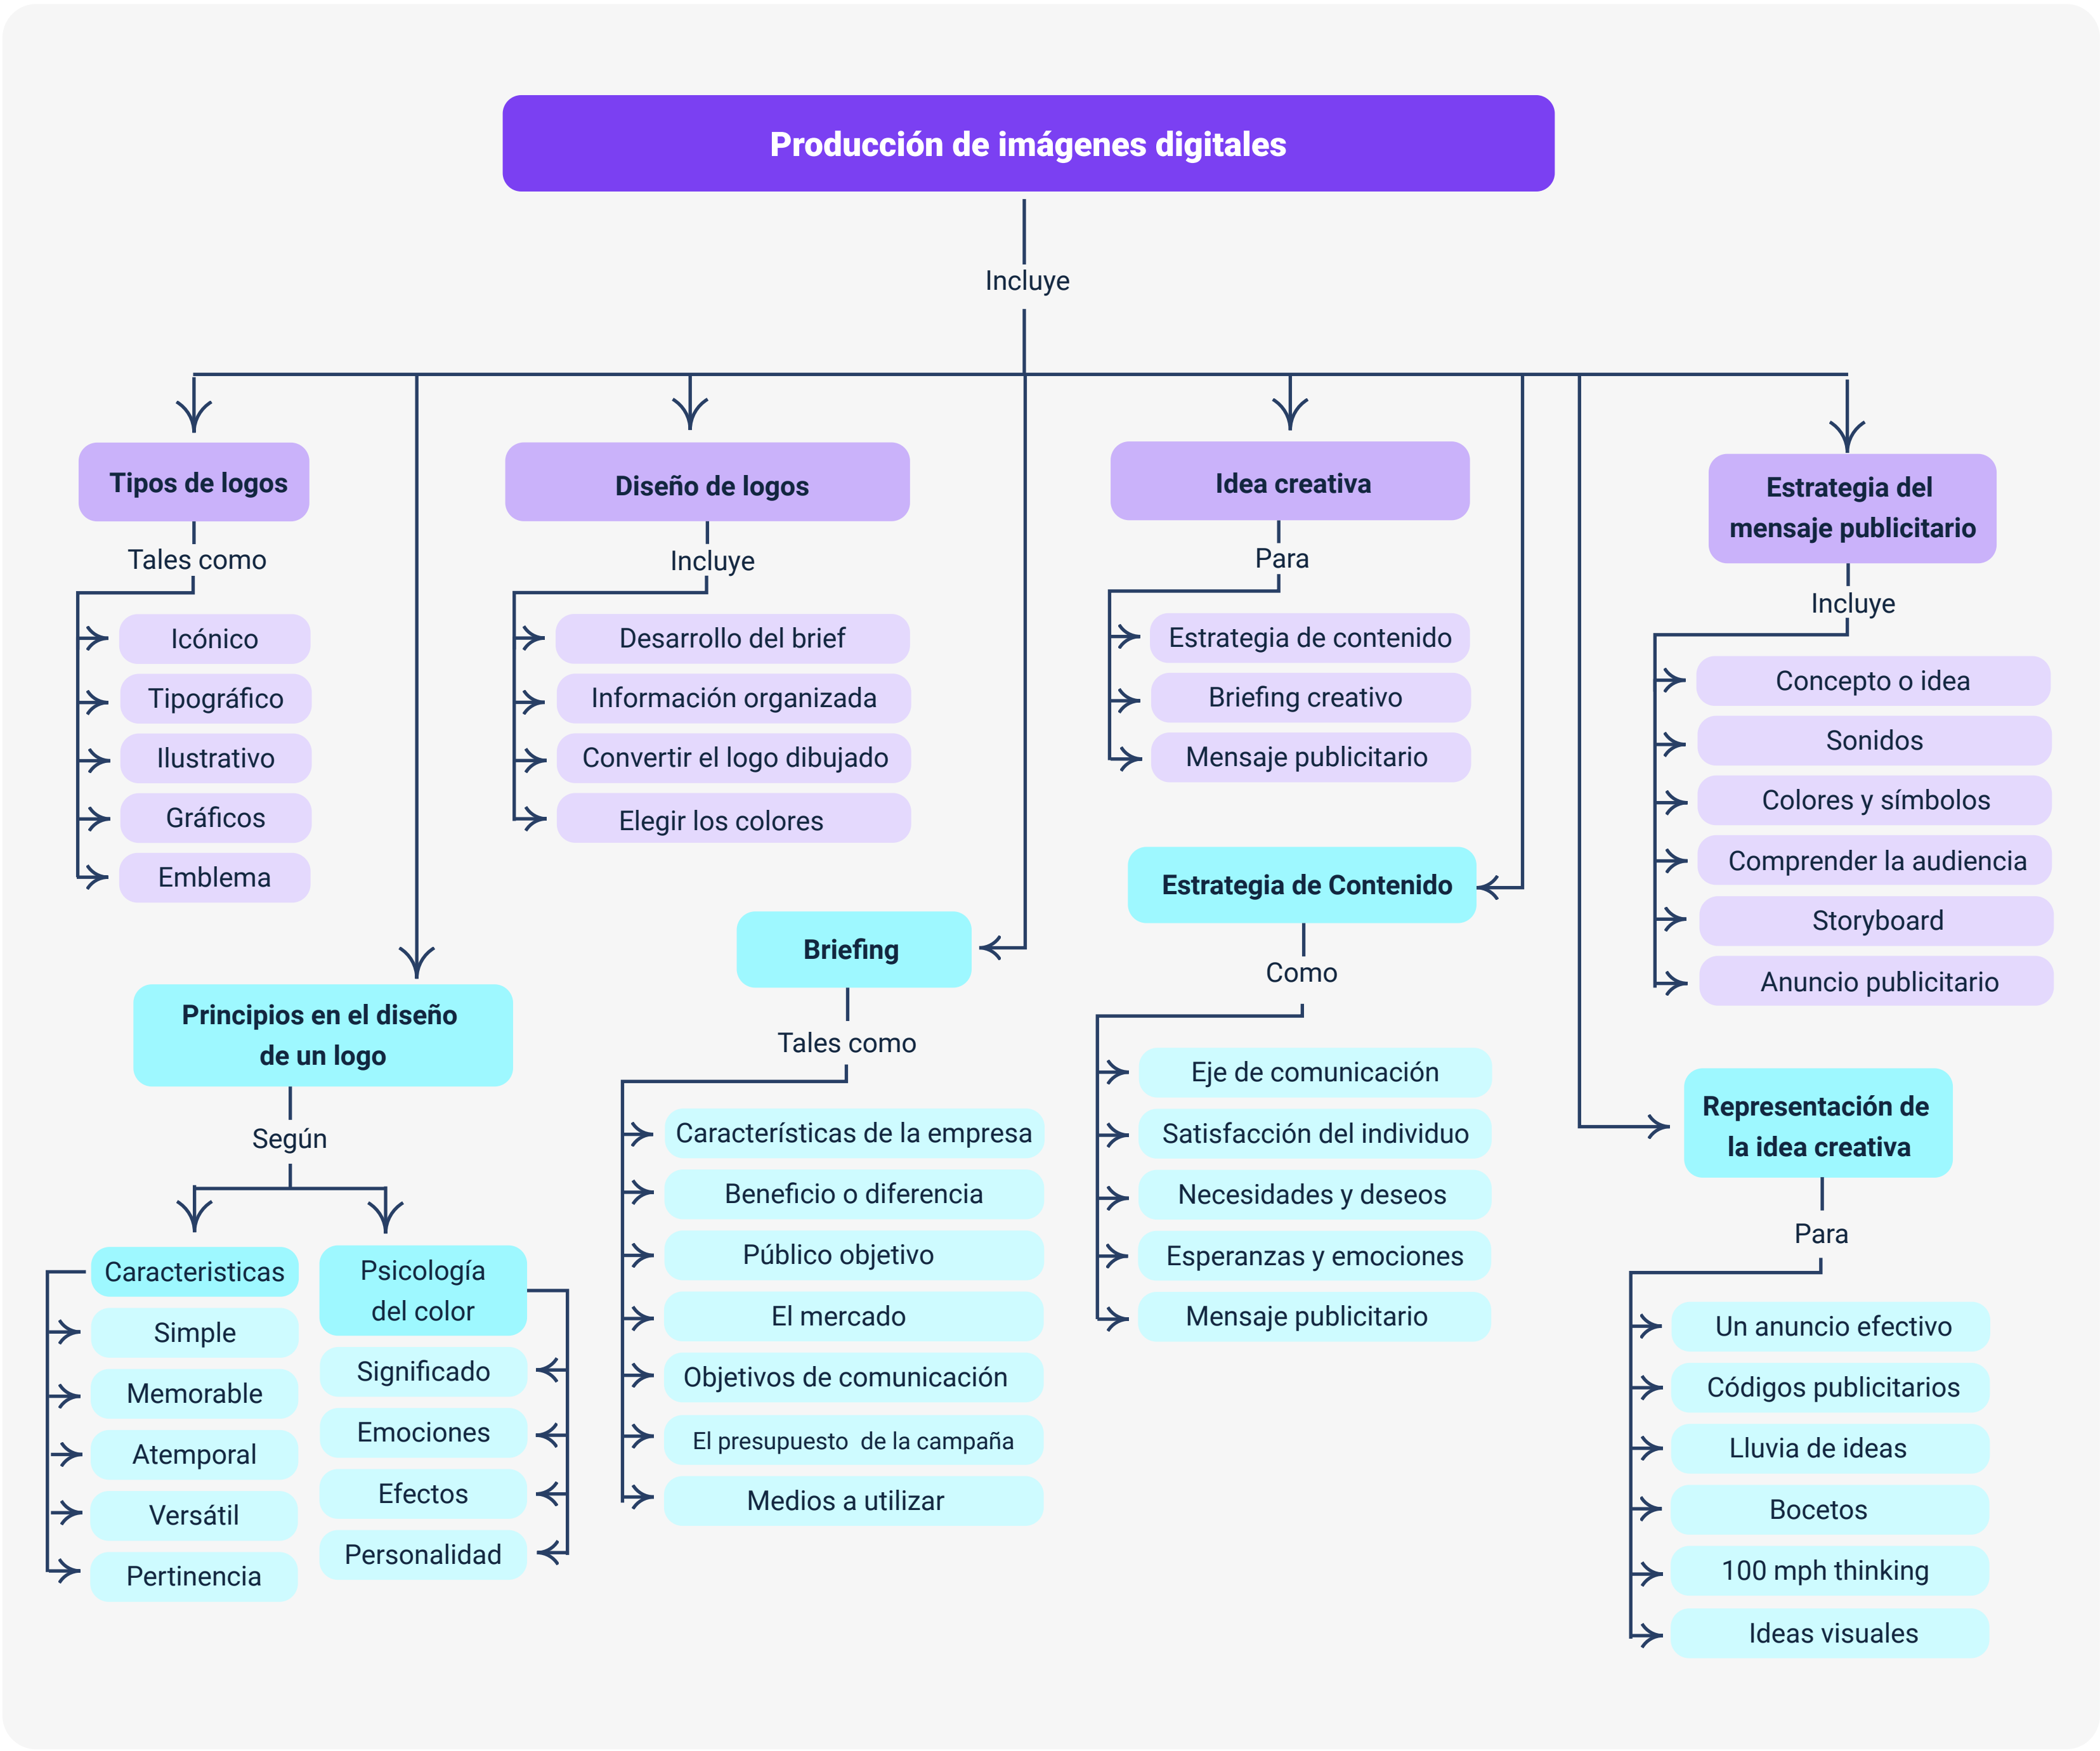 Producción de imágenes digitales
Incluye
Tipos de logos
Tales como
Icónico
Tipográfico
Ilustrativo
Gráficos
Emblema
Principios en el diseño
de un logo
Según
Caracteristicas
Simple
Memorable
Atemporal
Versátil
Pertinencia
Psicología
del color
Significado
Emociones
Efectos
Personalidad
Diseño de logos
Incluye
Desarrollo del brief
Información organizada
Convertir el logo dibujado
Elegir los colores
Briefing
Tales como
Características de la empresa
Beneficio o diferencia
Público objetivo
El mercado
Objetivos de comunicación
El presupuesto de la campaña
Medios a utilizar
Idea creativa
Para
Estrategia de contenido
Briefing creativo
Mensaje publicitario
Estrategia de Contenido
Como
Eje de comunicación
Satisfacción del individuo
Necesidades y deseos
Esperanzas y emociones
Mensaje publicitario
Estrategia del
mensaje publicitario
Incluye
Concepto o idea
Sonidos
Colores y símbolos
Comprender la audiencia
Storyboard
Anuncio publicitario
Representación de
la idea creativa
Para
Un anuncio efectivo
Códigos publicitarios
Lluvia de ideas
Bocetos
100 mph thinking
Ideas visuales